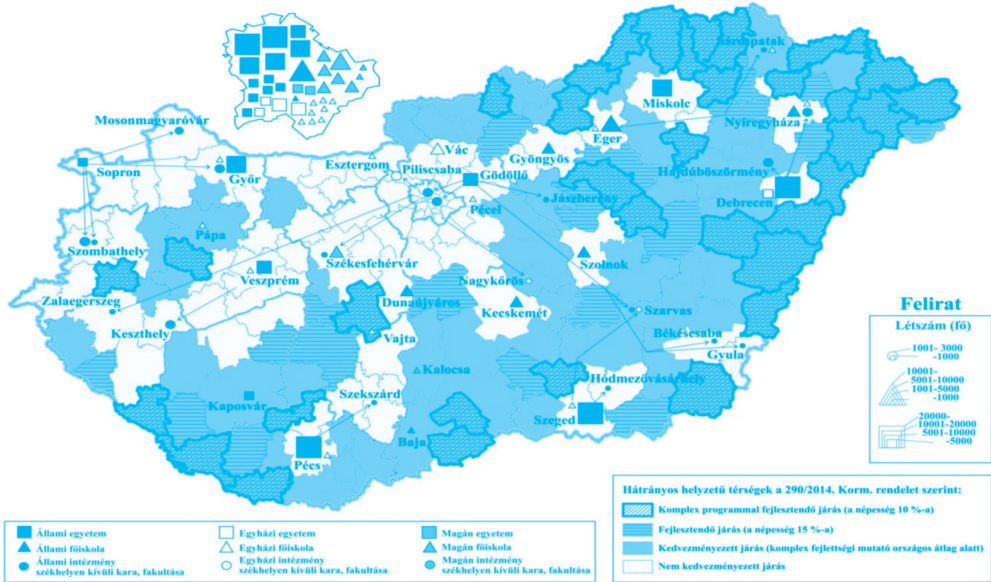 Sárospatak
Miskolc
Nyíregyháza
Mosonmagyaróvár
Eger
Vác
Esztergom
Gyöngyös
Piliscsaba
Sopron
Győr
Gödöllő
Hajdúböszörmény
Debrecen
Pécel
Jászberény
Pápa
Szombathely
Székesfehérvár
Szolnok
Veszprém
Nagykőrös
Zalaegerszeg
Dunaújváros
Kecskemét
Szarvas
Keszthely
Vajta
Békéscsaba
Gyula
Kalocsa
Hódmezővásárhely
Kaposvár
Szekszárd
Szeged
Baja
Pécs
Felirat
Létszám (fő)
1001- 3000
-1000
10001-
5001-10000
1001-5000
-1000
20000-
10001-20000
5001-10000
-5000
Állami egyetem
Állami főiskola
Állami intézmény
székhelyen kívüli kara, fakultása
Egyházi egyetem
Egyházi főiskola
Egyházi intézmény
székhelyen kívüli kara, fakultása
Magán egyetem
Magán főiskola
Magán intézmény
székhelyen kívüli kara, fakultása
Hátrányos helyzetű térségek a 290/2014. Korm. rendelet szerint:
Komplex programmal fejlesztendő járás (a népesség 10 %-a)
Fejlesztendő járás (a népesség 15 %-a)
Kedvezményezett járás (komplex fejlettségi mutató országos átlag alatt)
Nem kedvezményezett járás